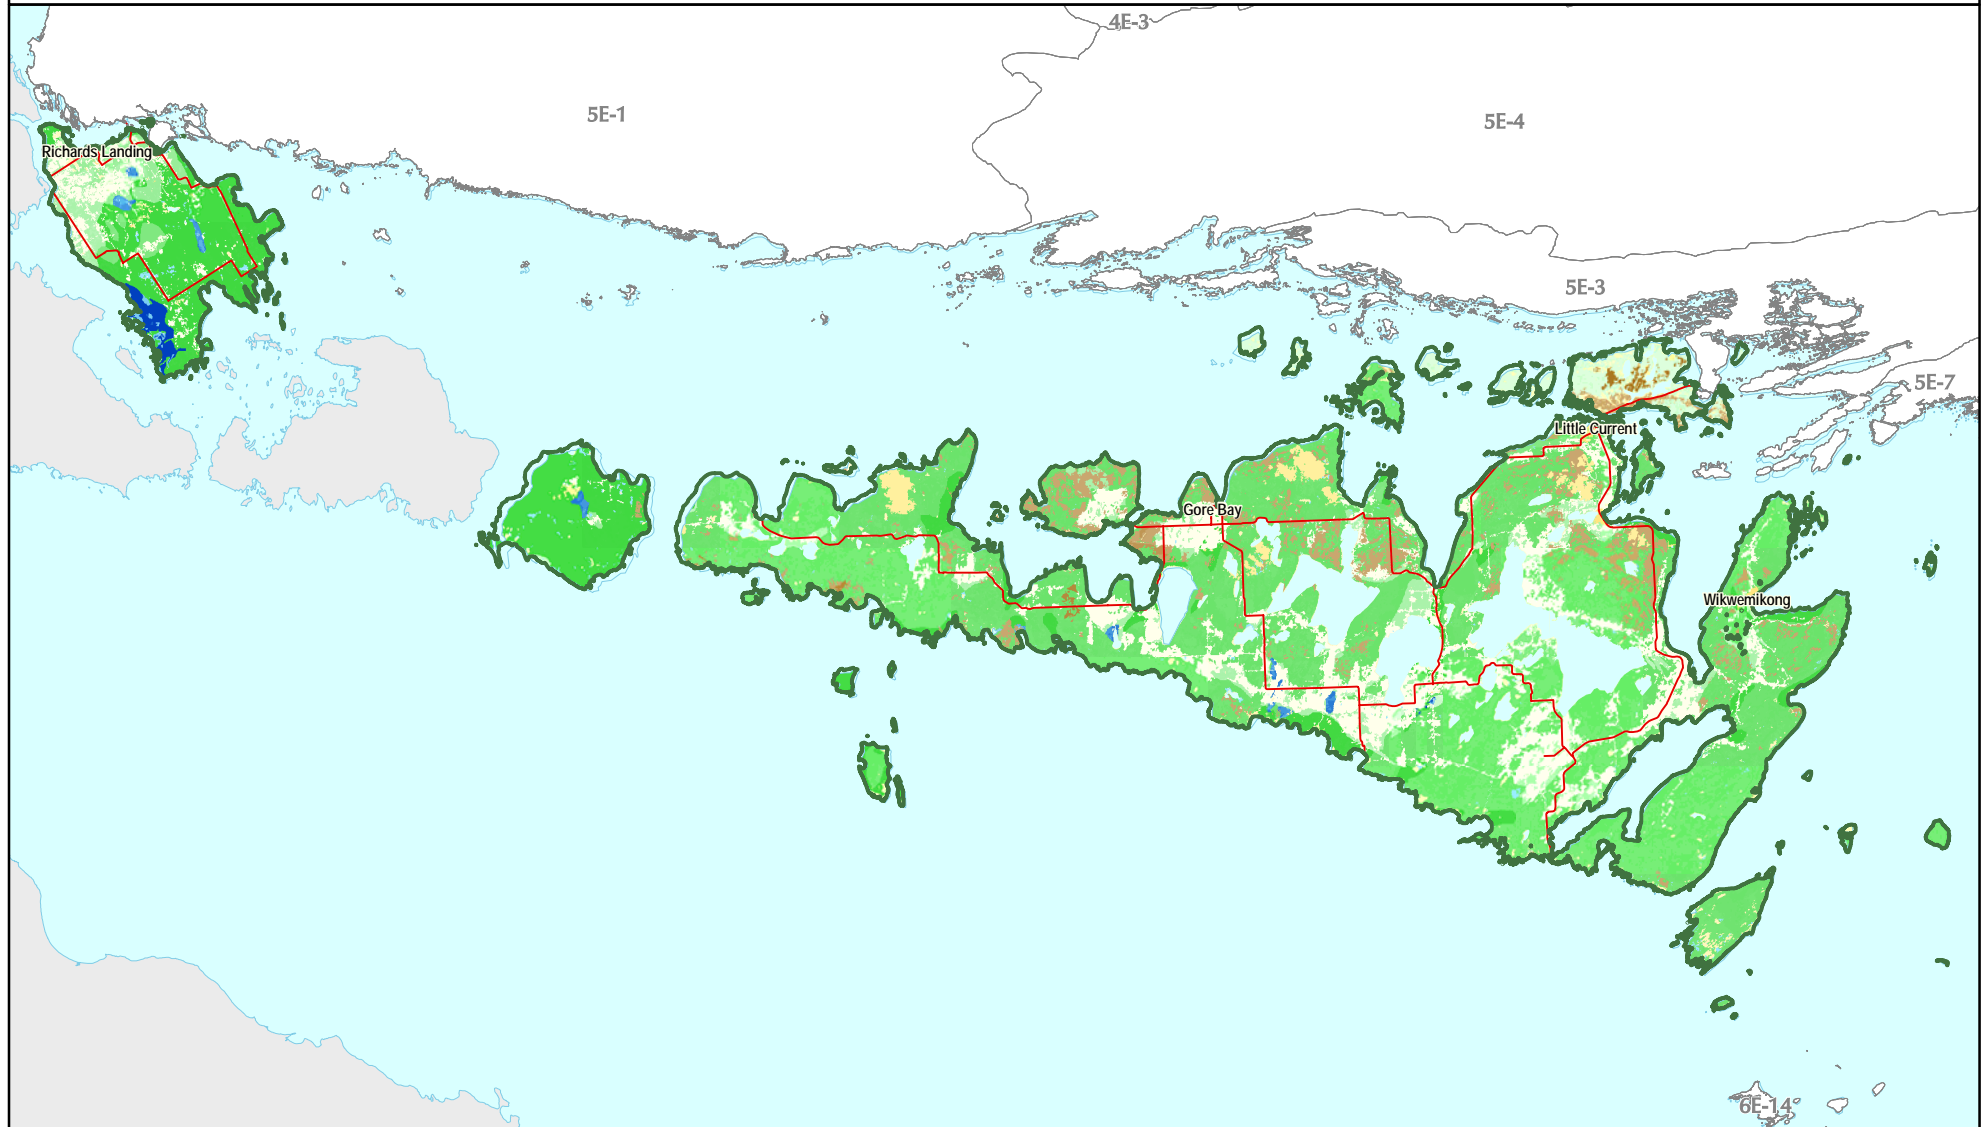 4E-3
5E-1
5E-4
Richards Landing
5E-3
5E-7
Little Current
Gore Bay
Wikwemikong
6E-14